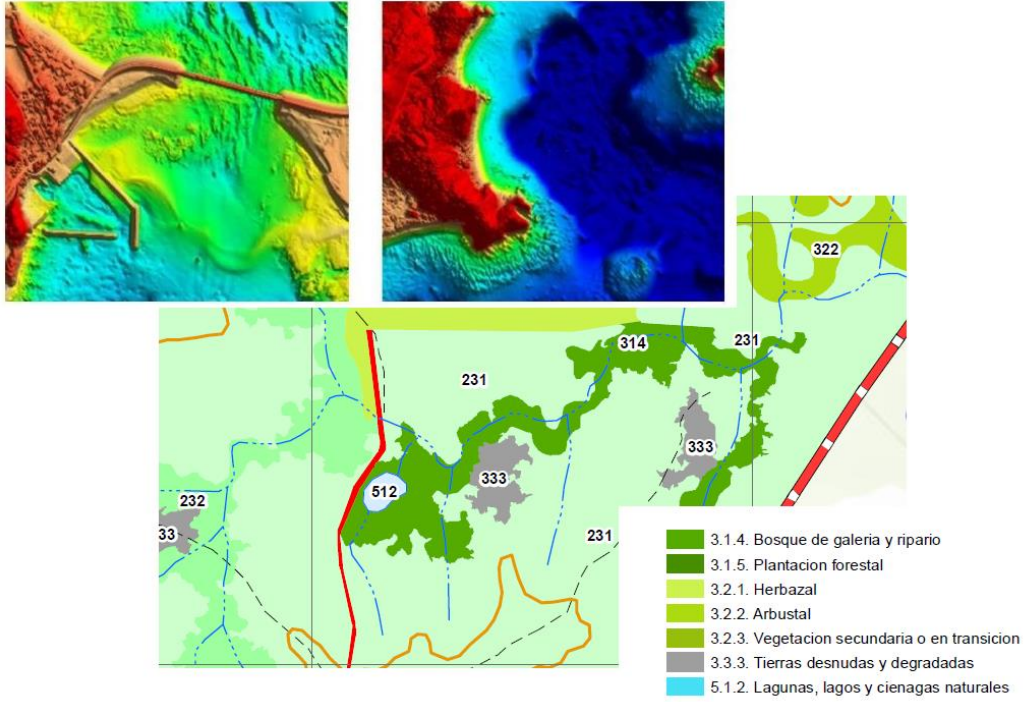 322
314
231
231
333
333
512
232
33
231
3.1.4. Bosque de galeria y ripario
3.1.5. Plantacion forestal
3.2.1. Herbazal
3.2.2. Arbustal
3.2.3. Vegetacion secundaria o en transicion
3.3.3. Tierras desnudas y degradadas
5.1.2. Lagunas, lagos y cienagas naturales